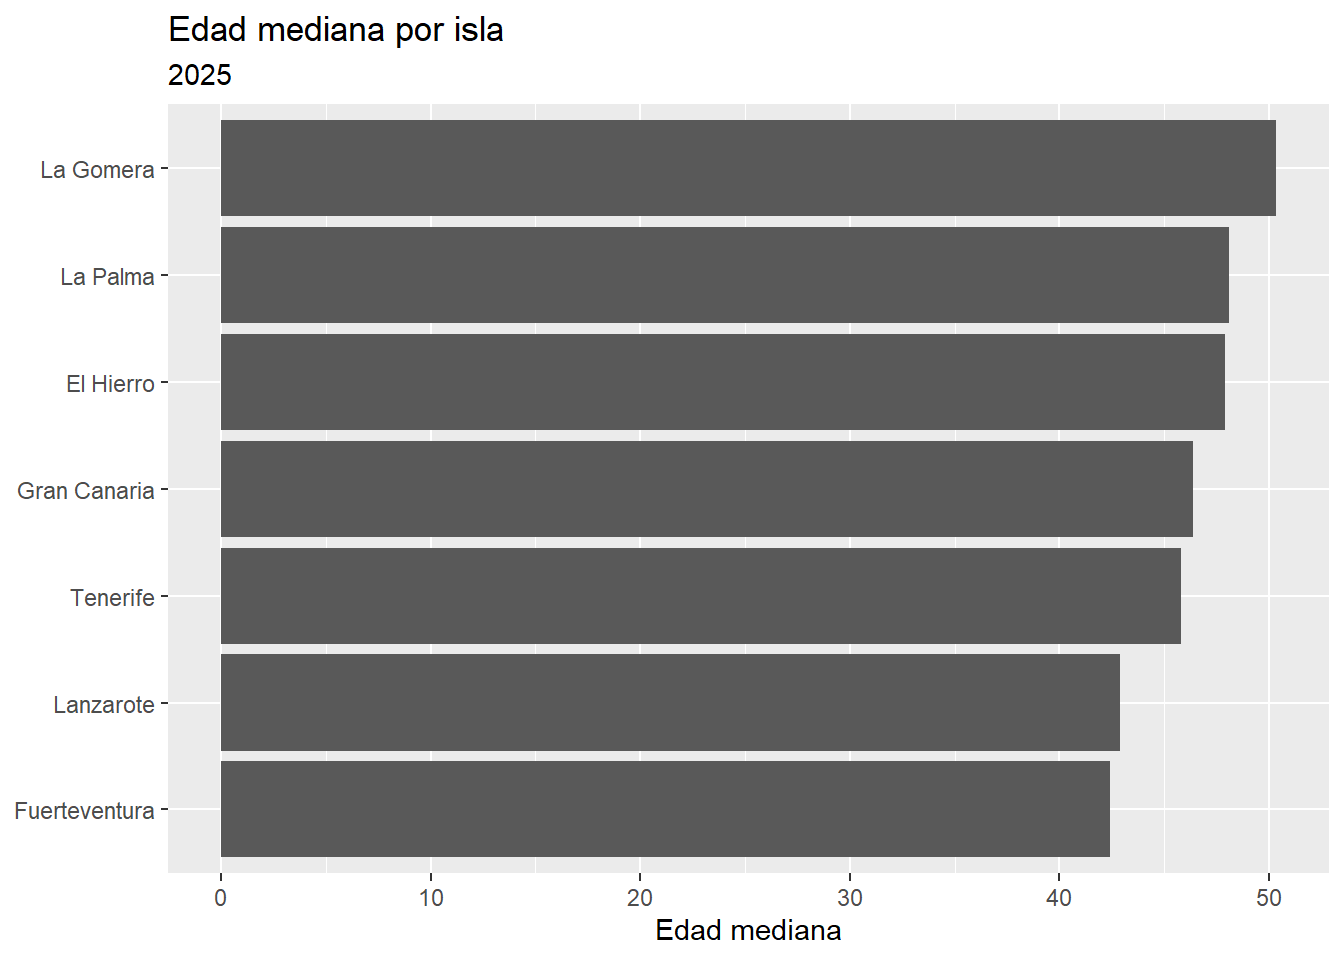 Edad mediana por isla
2025
La Gomera
La Palma
El Hierro
Gran Canaria
Tenerife
Lanzarote
Fuerteventura
0 10 20 30 40 50
Edad mediana